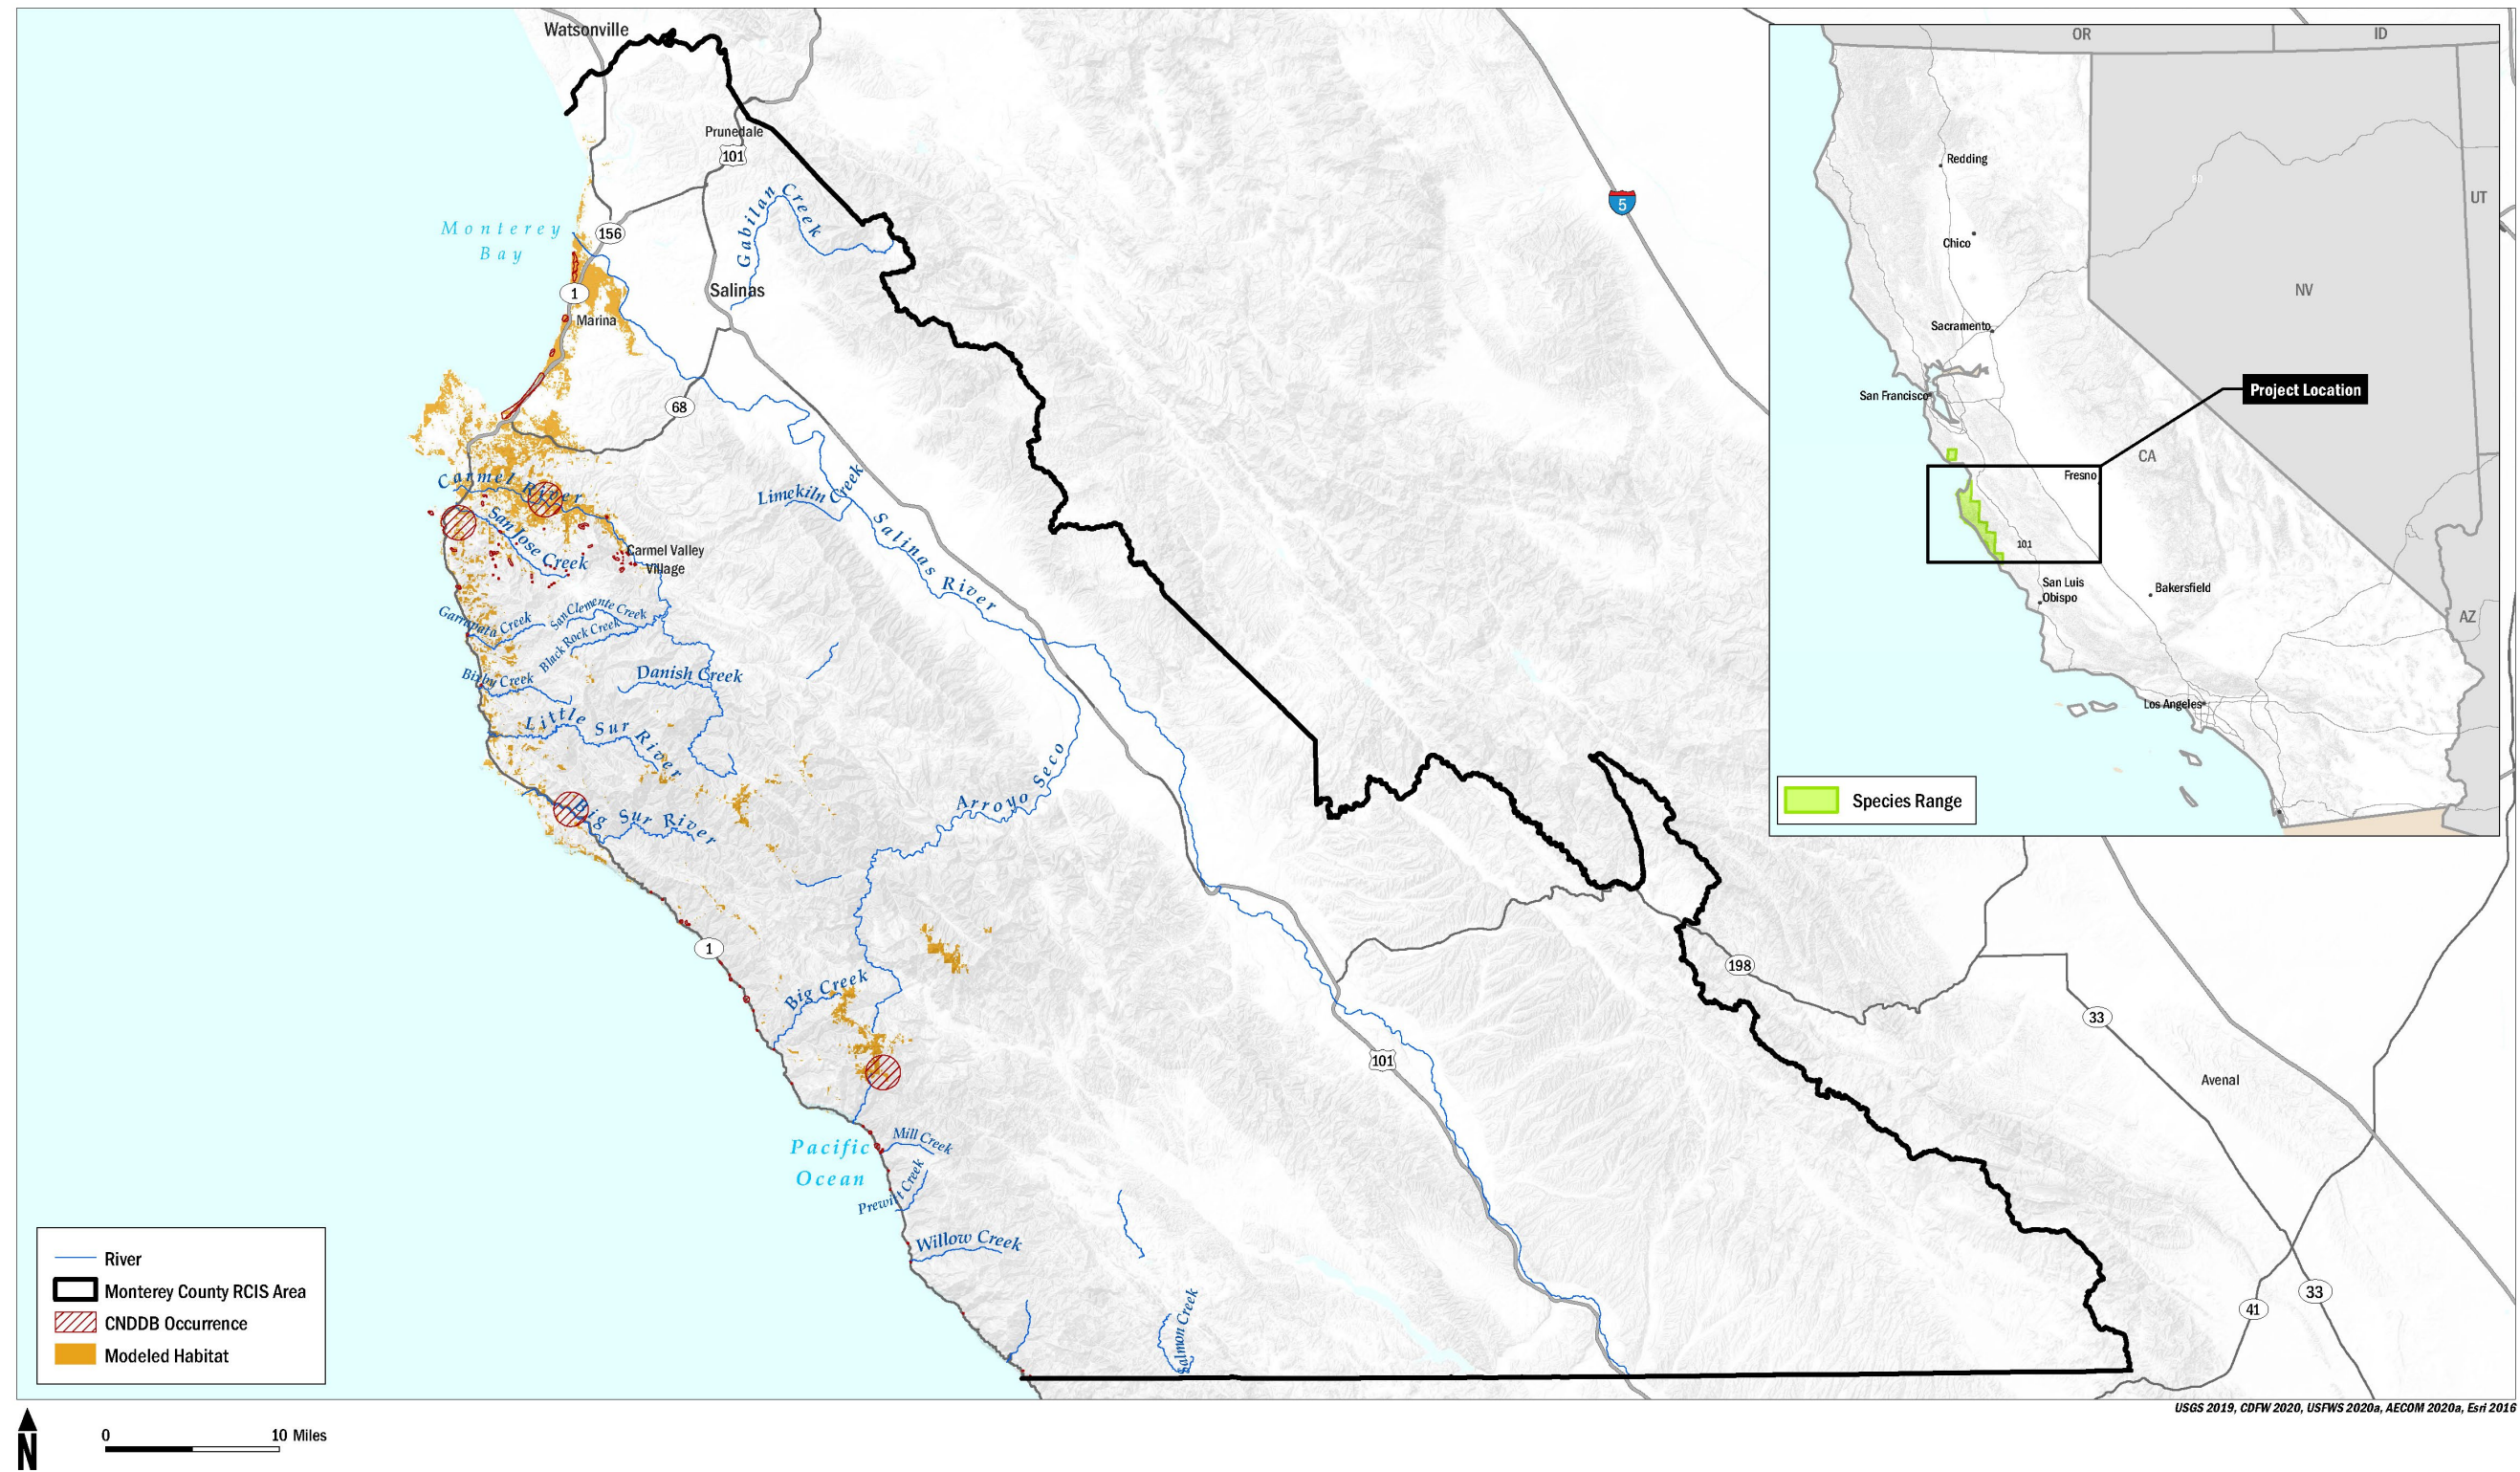 Watsonville
Prunedale
101
Gabilan Creek
Monterey
Bay
156
1
Salinas
Marina
68
5
Carmel River
San Jose Creek
Carmel Valley
Village
Limekiln Creek
Salinas River
Garrapata Creek
San Clemente Creek
Black Rock Creek
Bixby Creek
Danish Creek
Little Sur River
Big Sur River
Arroyo Seco
1
Big Creek
198
33
101
Avenal
Pacific
Ocean
Mill Creek
Prewitt Creek
Willow Creek
Salmon Creek
41
33
OR
ID
Redding
UT
80
Chico
NV
Sacramento
San Francisco
Project Location
CA
Fresno
101
San Luis
Obispo
Bakersfield
AZ
Los Angeles
Species Range
River
Monterey County RCIS Area
CNDDB Occurrence
Modeled Habitat
USGS 2019, CDFW 2020, USFWS 2020a, AECOM 2020a, Esri 2016
N
0 10 Miles